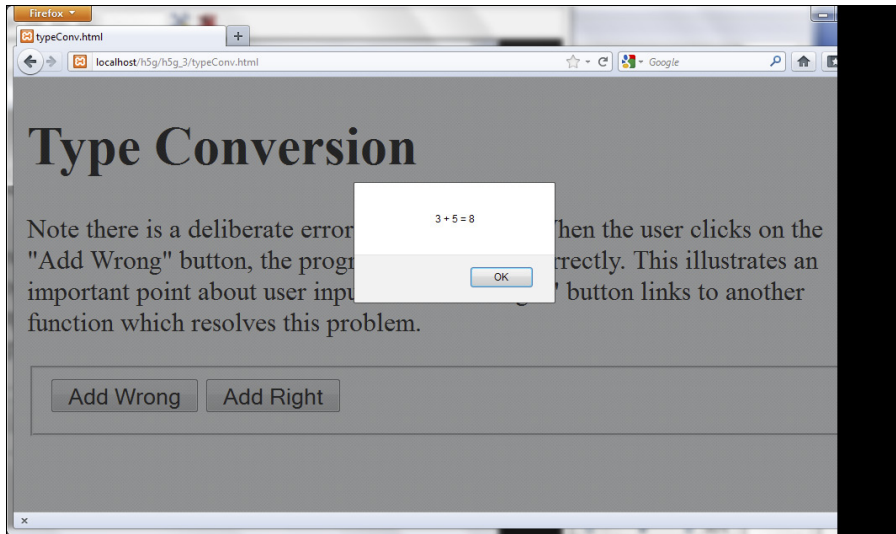 Firefox
typeConv.html
localhost/h5g/h5g_3/typeConv.html
Google
Type Conversion
Note there is a deliberate error hen the user clicks on the
"Add Wrong" button, the progr rrectly. This illustrates an
important point about user inpu " button links to another
function which resolves this problem.
3 + 5 = 8
OK
Add Wrong
Add Right